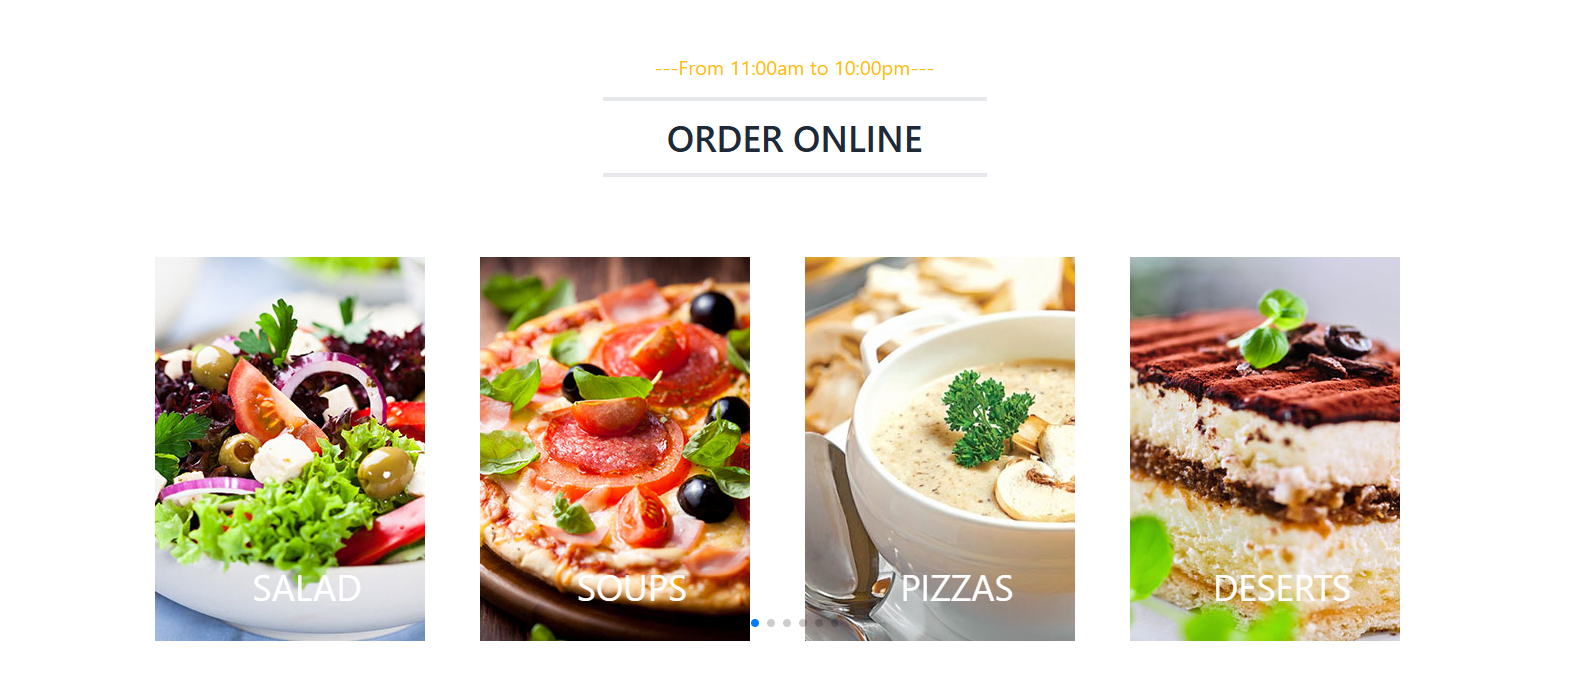 ---From 11:00am to 10:00pm---
ORDER ONLINE
SALAD
SOUPS
PIZZAS
DESERTS